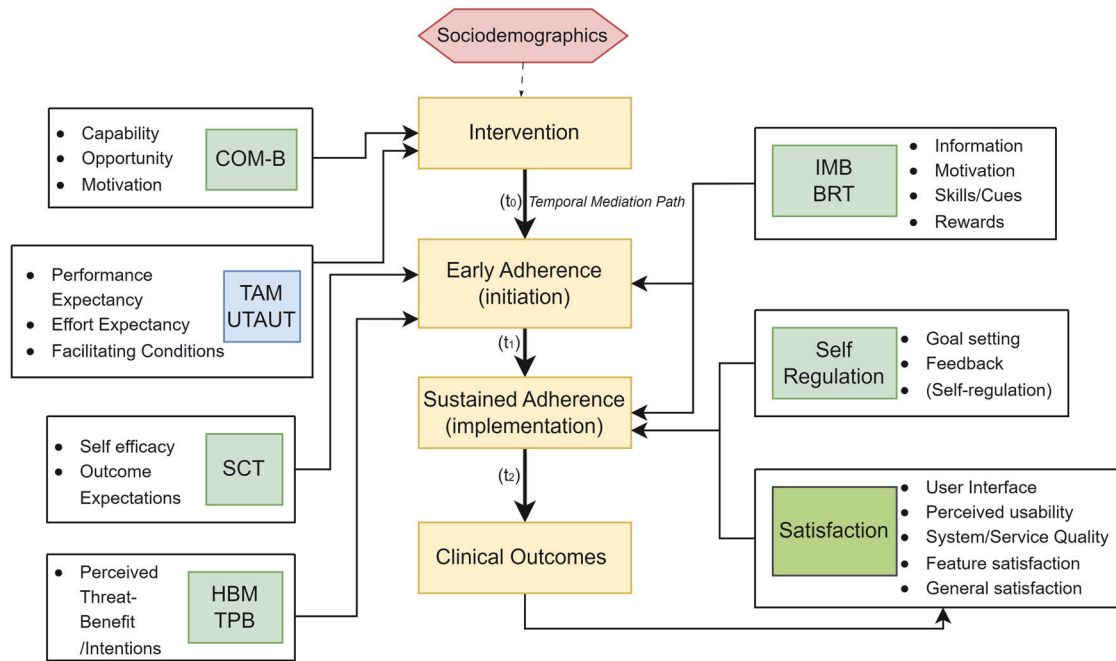 Sociodemographics
Intervention
(t₀) Temporal Mediation Path
Early Adherence
(initiation)
(t₁)
Sustained Adherence
(implementation)
(t₂)
Clinical Outcomes
● Capability
● Opportunity
● Motivation
COM-B
● Performance
Expectancy
● Effort Expectancy
● Facilitating Conditions
TAM
UTAUT
● Self efficacy
● Outcome
Expectations
SCT
● Perceived
Threat-
Benefit
/Intentions
HBM
TPB
IMB
BRT
● Information
● Motivation
● Skills/Cues
● Rewards
Self
Regulation
● Goal setting
● Feedback
● (Self-regulation)
Satisfaction
● User Interface
● Perceived usability
● System/Service Quality
● Feature satisfaction
● General satisfaction